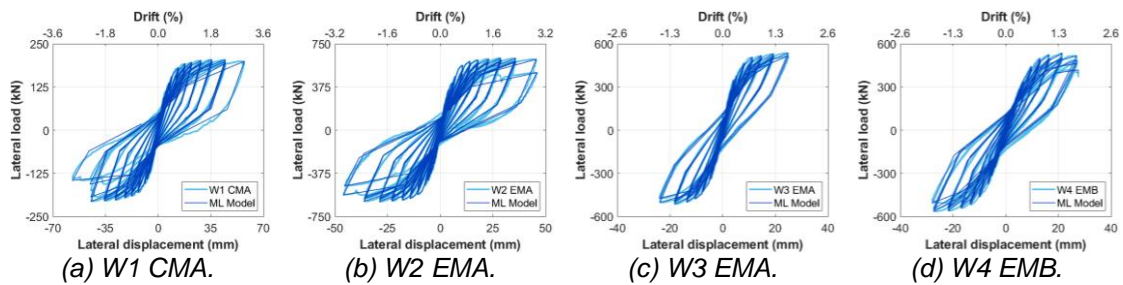 Drift (%)
-3.6 -1.8 0.0 1.8 3.6
250
125
0
-125
-250
Lateral load (kN)
W1 CMA
ML Model
-70 -35 0 35 70
Lateral displacement (mm)
(a) W1 CMA.
Drift (%)
-3.2 -1.6 0.0 1.6 3.2
750
375
0
-375
-750
Lateral load (kN)
W2 EMA
ML Model
-50 -25 0 25 50
Lateral displacement (mm)
(b) W2 EMA.
Drift (%)
-2.6 -1.3 0.0 1.3 2.6
600
300
0
-300
-600
Lateral load (kN)
W3 EMA
ML Model
-40 -20 0 20 40
Lateral displacement (mm)
(c) W3 EMA.
Drift (%)
-2.6 -1.3 0.0 1.3 2.6
600
300
0
-300
-600
Lateral load (kN)
W4 EMB
ML Model
-40 -20 0 20 40
Lateral displacement (mm)
(d) W4 EMB.